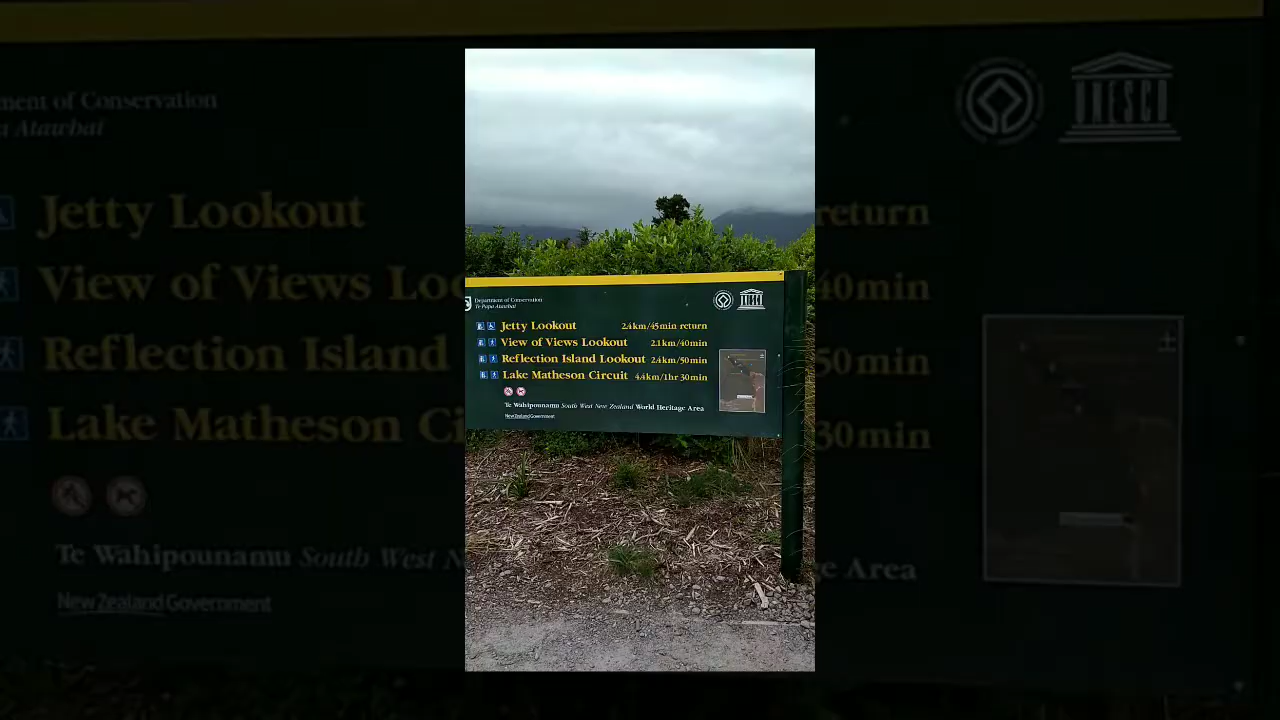 Department of Conservation
Te Papa Atawhai
UNESCO
Jetty Lookout 2.4km/45min return
View of Views Lookout 2.1km/40min
Reflection Island Lookout 2.4km/50min
Lake Matheson Circuit 4.4km/1hr 30min
Te Wahipounamu South West New Zealand World Heritage Area
New Zealand Government